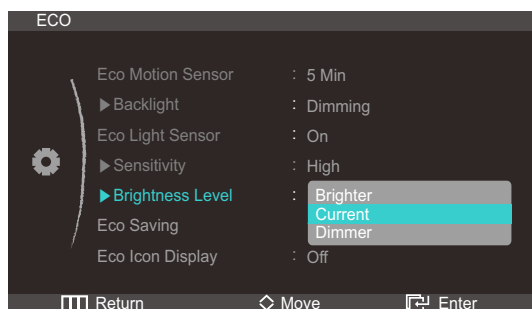 ECO
Eco Motion Sensor : 5 Min
▶Backlight : Dimming
Eco Light Sensor : On
▶Sensitivity : High
▶Brightness Level : Brighter
Current
Eco Saving
Dimmer
Eco Icon Display : Off
Return Move Enter